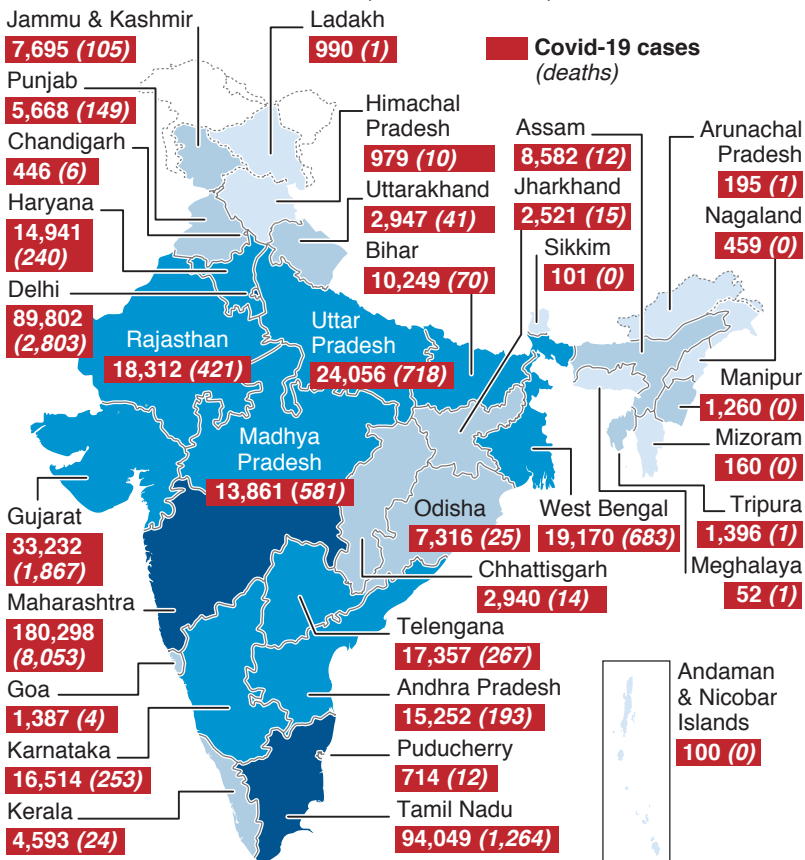 Jammu & Kashmir
7,695 (105)
Ladakh
990 (1)
Covid-19 cases
(deaths)
Punjab
5,668 (149)
Himachal
Pradesh
979 (10)
Assam
8,582 (12)
Arunachal
Pradesh
195 (1)
Chandigarh
446 (6)
Uttarakhand
2,947 (41)
Jharkhand
2,521 (15)
Nagaland
459 (0)
Haryana
14,941
(240)
Bihar
10,249 (70)
Sikkim
101 (0)
Delhi
89,802
(2,803)
Rajasthan
18,312 (421)
Uttar
Pradesh
24,056 (718)
Manipur
1,260 (0)
Madhya
Pradesh
13,861 (581)
Mizoram
160 (0)
Gujarat
33,232
(1,867)
Odisha
7,316 (25)
West Bengal
19,170 (683)
Tripura
1,396 (1)
Chhattisgarh
2,940 (14)
Meghalaya
52 (1)
Maharashtra
180,298
(8,053)
Telengana
17,357 (267)
Goa
1,387 (4)
Andhra Pradesh
15,252 (193)
Andaman
& Nicobar
Islands
100 (0)
Karnataka
16,514 (253)
Puducherry
714 (12)
Kerala
4,593 (24)
Tamil Nadu
94,049 (1,264)